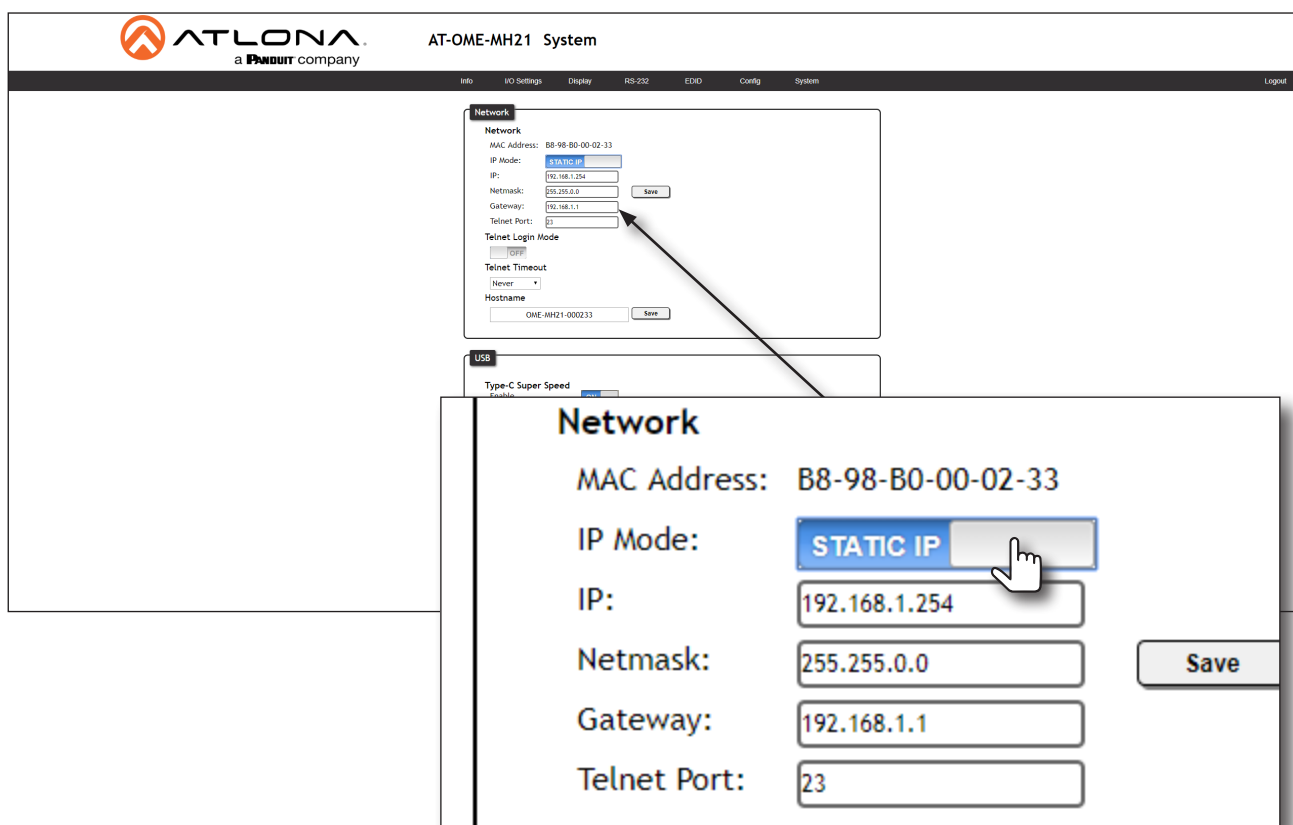 ATLONA.
a PANDUIT company
AT-OME-MH21 System
Info I/O Settings Display RS-232 EDID Config System Logout
Network
Network
MAC Address: B8-98-B0-00-02-33
IP Mode: STATIC IP
IP: 192.168.1.254
Netmask: 255.255.0.0 Save
Gateway: 192.168.1.1
Telnet Port: 23
Telnet Login Mode
OFF
Telnet Timeout
Never
Hostname
OME-MH21-000233 Save
USB
Type-C Super Speed
Enable ON
Network
MAC Address: B8-98-B0-00-02-33
IP Mode: STATIC IP
IP: 192.168.1.254
Netmask: 255.255.0.0 Save
Gateway: 192.168.1.1
Telnet Port: 23